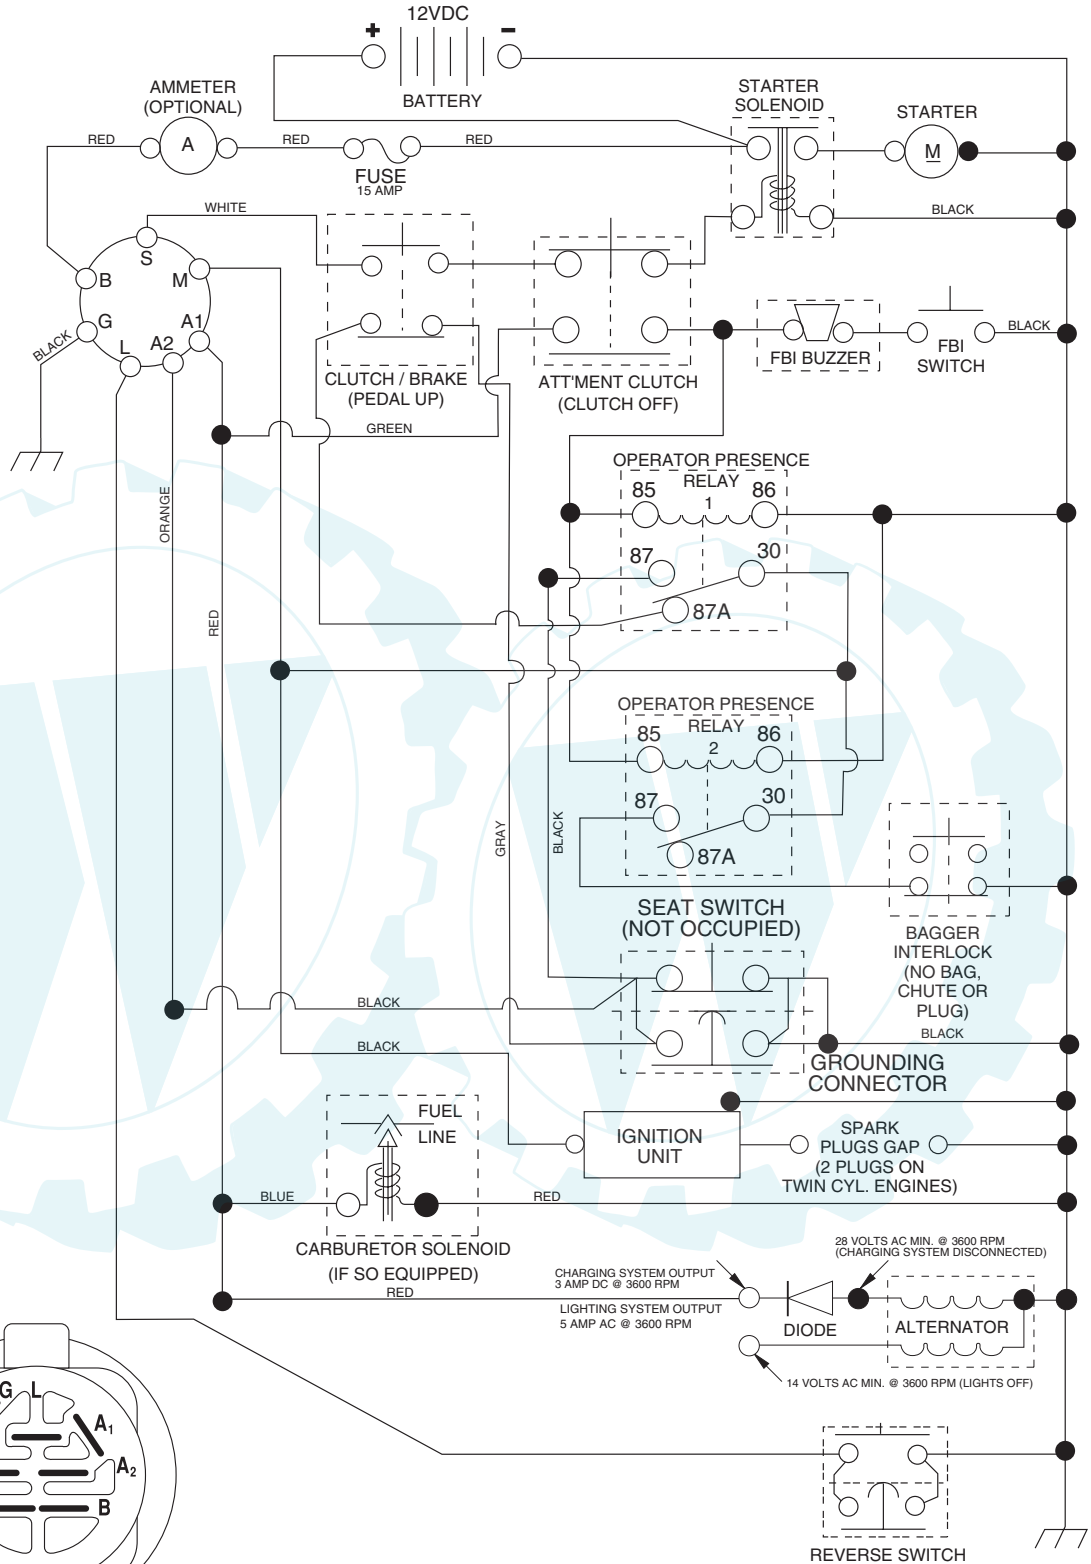 12VDC
+ -
BATTERY
AMMETER
(OPTIONAL)
STARTER
SOLENOID
STARTER
RED
A
RED
RED
M
FUSE
15 AMP
WHITE
BLACK
S
B
M
G
A1
L
A2
BLACK
CLUTCH / BRAKE
(PEDAL UP)
ATT'MENT CLUTCH
(CLUTCH OFF)
FBI BUZZER
FBI
SWITCH
BLACK
GREEN
OPERATOR PRESENCE
RELAY
1
85
86
87
30
87A
ORANGE
RED
OPERATOR PRESENCE
RELAY
2
85
86
87
30
87A
GRAY
BLACK
SEAT SWITCH
(NOT OCCUPIED)
BAGGER
INTERLOCK
(NO BAG,
CHUTE OR
PLUG)
BLACK
BLACK
BLACK
GROUNDING
CONNECTOR
FUEL
LINE
IGNITION
UNIT
SPARK
PLUGS GAP
(2 PLUGS ON
TWIN CYL. ENGINES)
BLUE
RED
CARBURETOR SOLENOID
(IF SO EQUIPPED)
28 VOLTS AC MIN. @ 3600 RPM
(CHARGING SYSTEM DISCONNECTED)
CHARGING SYSTEM OUTPUT
3 AMP DC @ 3600 RPM
RED
LIGHTING SYSTEM OUTPUT
5 AMP AC @ 3600 RPM
DIODE
ALTERNATOR
14 VOLTS AC MIN. @ 3600 RPM (LIGHTS OFF)
G L
A1
A2
B
REVERSE SWITCH